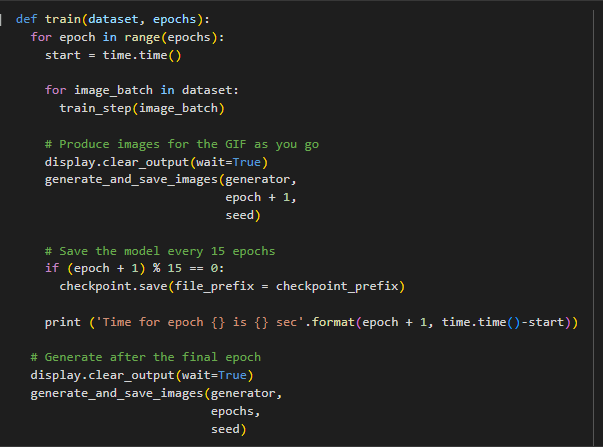 def train(dataset, epochs):
  for epoch in range(epochs):
    start = time.time()

    for image_batch in dataset:
      train_step(image_batch)

    # Produce images for the GIF as you go
    display.clear_output(wait=True)
    generate_and_save_images(generator,
                             epoch + 1,
                             seed)

    # Save the model every 15 epochs
    if (epoch + 1) % 15 == 0:
      checkpoint.save(file_prefix = checkpoint_prefix)

    print ('Time for epoch {} is {} sec'.format(epoch + 1, time.time()-start))

  # Generate after the final epoch
  display.clear_output(wait=True)
  generate_and_save_images(generator,
                           epochs,
                           seed)